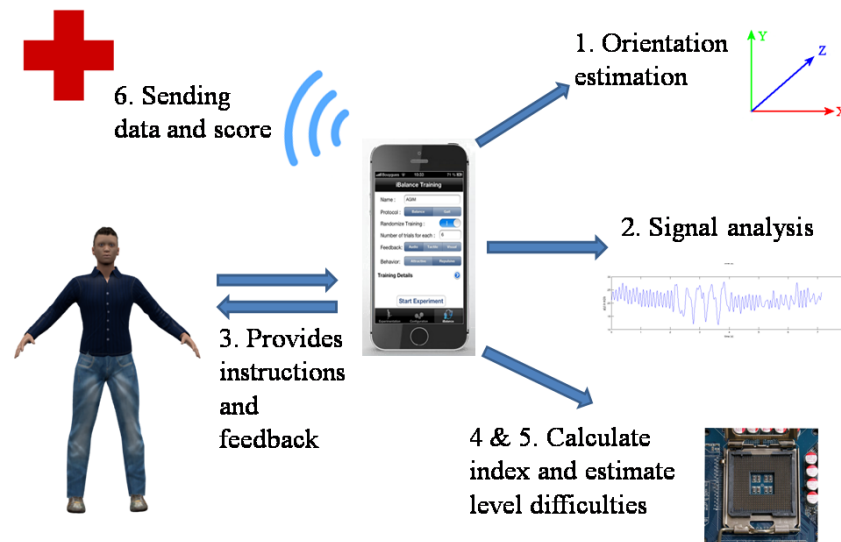 1. Orientation
estimation
Y
Z
X
6. Sending
data and score
iBalance Training
Name :
Protocol :
Randomize Training :
Number of trials for each :
Feedback:
Behavior:
Training Details
Start Experiment
2. Signal analysis
3. Provides
instructions
and
feedback
4 & 5. Calculate
index and estimate
level difficulties